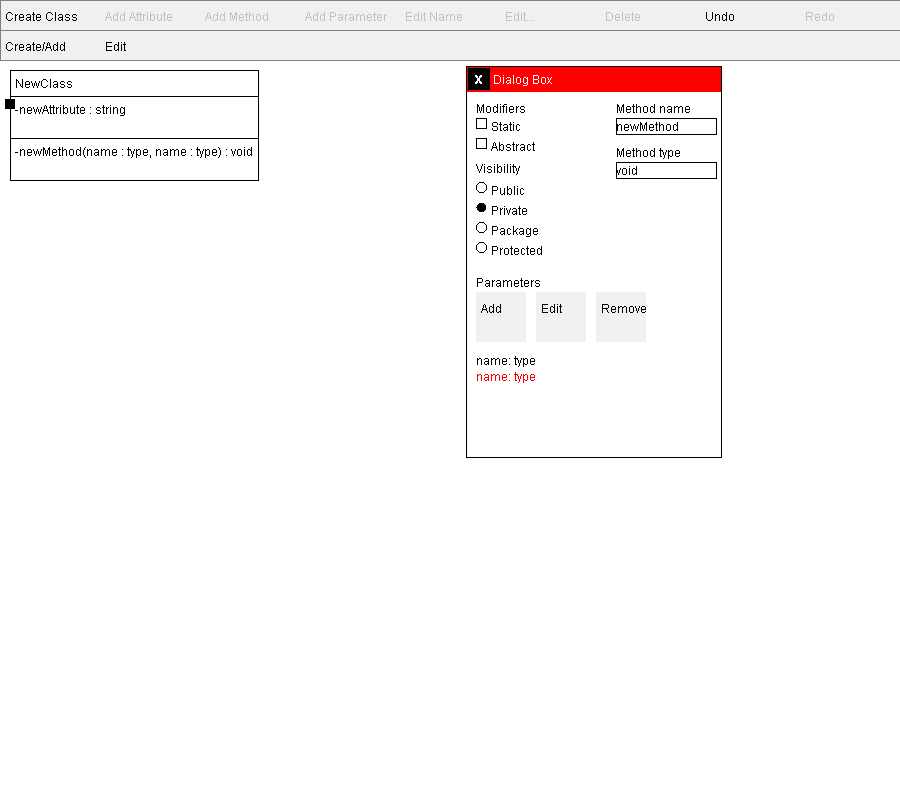 Create Class Add Attribute Add Method Add Parameter Edit Name Edit... Delete Undo Redo
Create/Add Edit
NewClass
-newAttribute : string
-newMethod(name : type, name : type) : void
X Dialog Box
Modifiers
Static
Abstract
Visibility
Public
Private
Package
Protected
Method name
newMethod
Method type
void
Parameters
Add Edit Remove
name: type
name: type